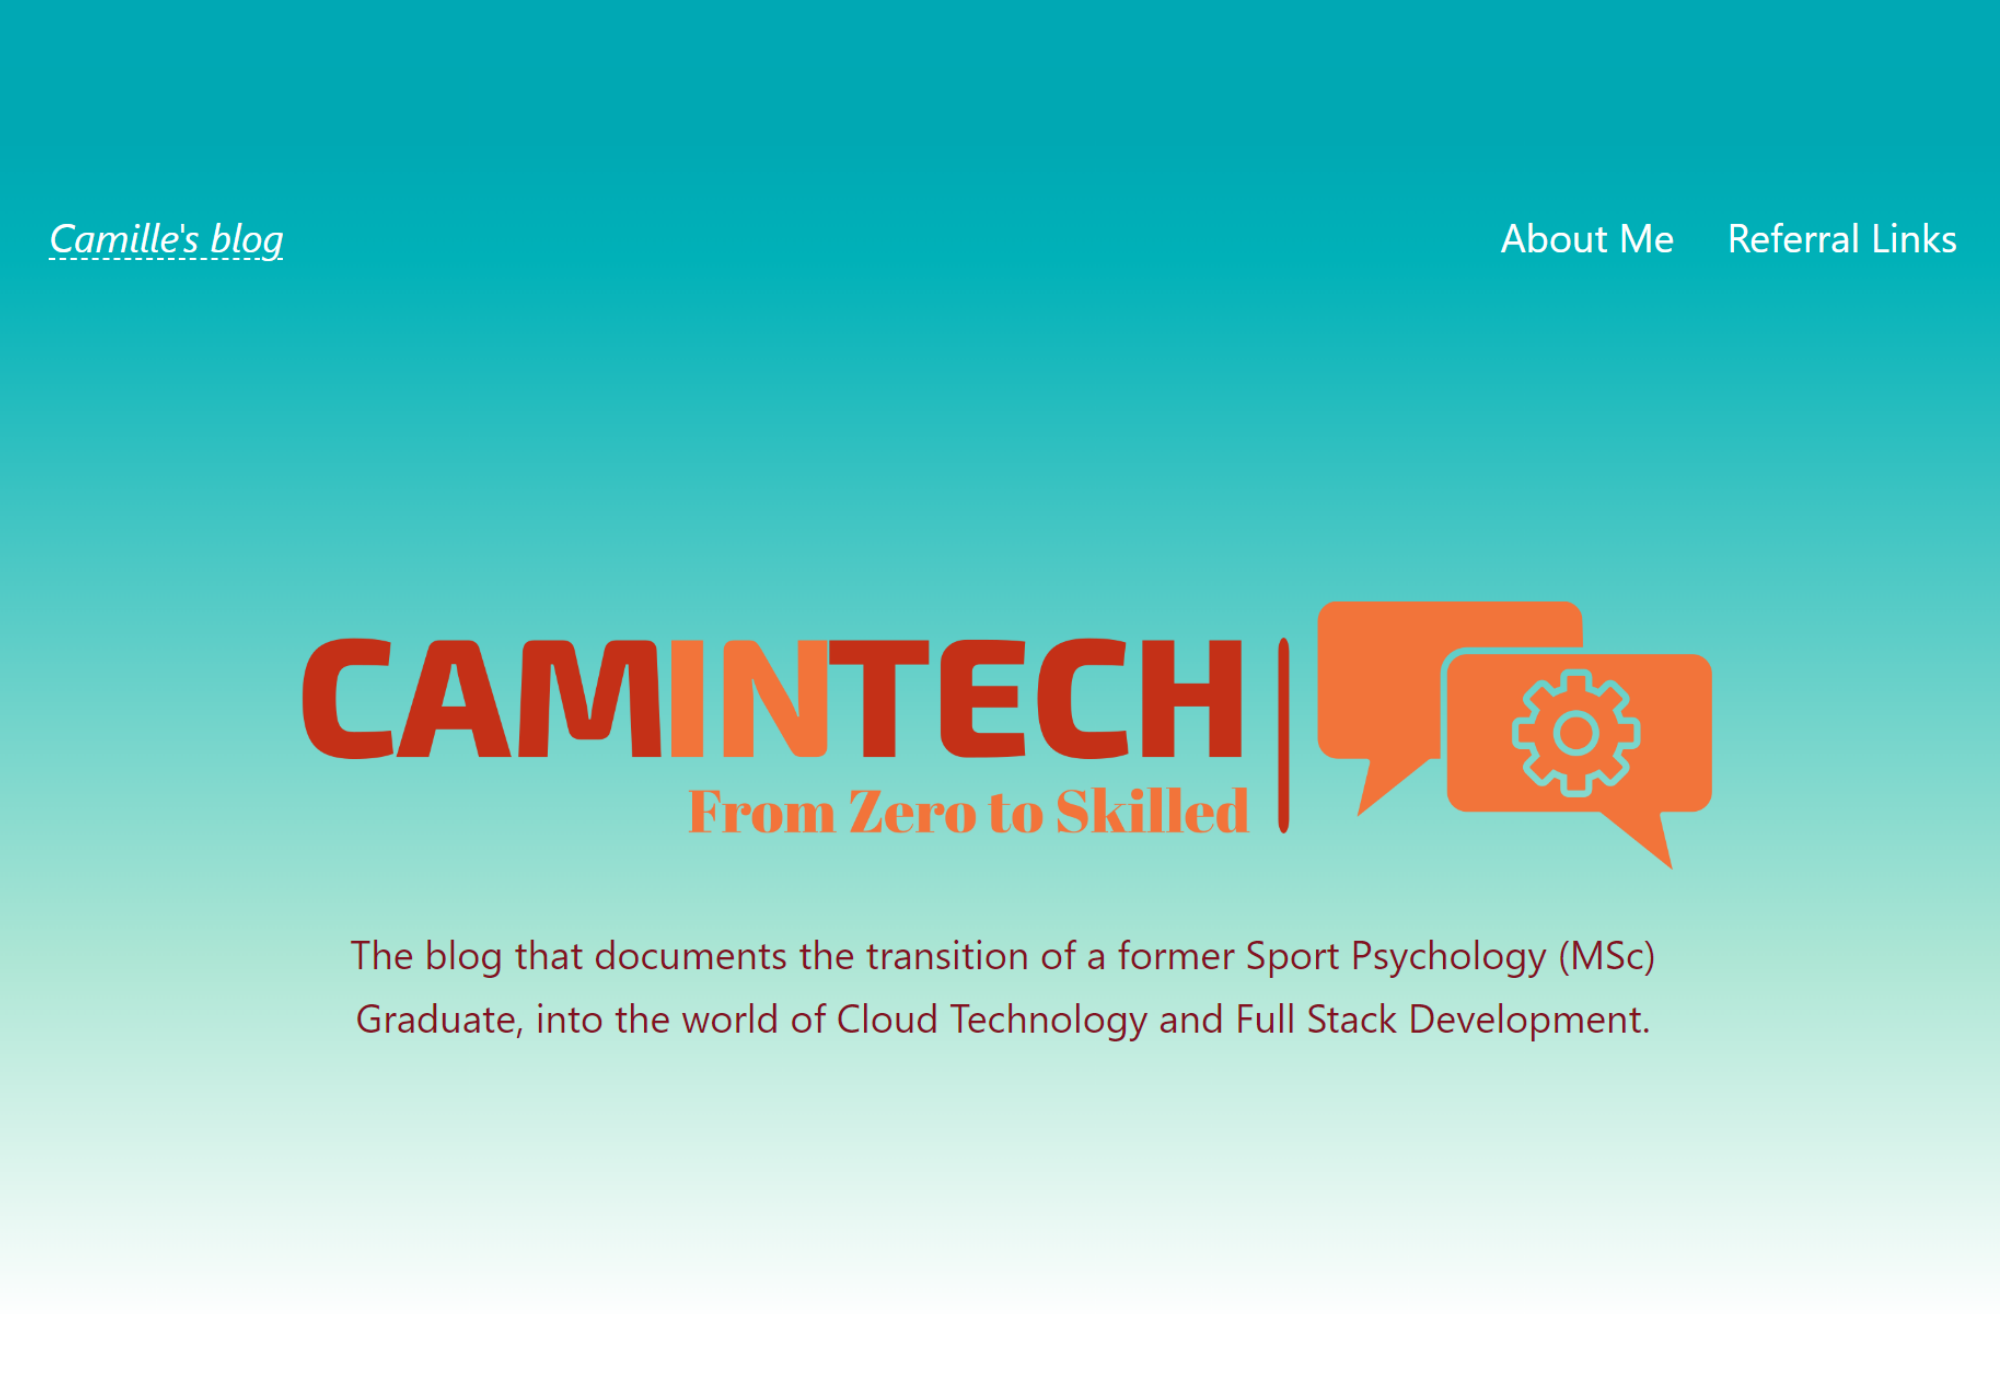 Camille's blog
About Me
Referral Links
CAMINTECH
From Zero to Skilled
The blog that documents the transition of a former Sport Psychology (MSc)
Graduate, into the world of Cloud Technology and Full Stack Development.